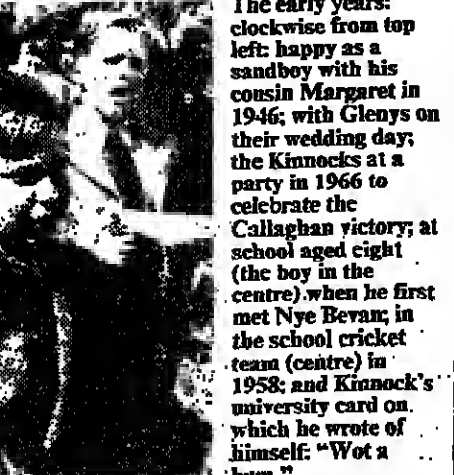 The early years:
clockwise from top
left: happy as a
sandboy with his
cousin Margaret in
1946; with Glenys on
their wedding day;
the Kinnocks at a
party in 1966 to
celebrate the
Callaghan victory; at
school aged eight
(the boy in the
centre) when he first
met Nye Bevan; in
the school cricket
team (centre) in
1958; and Kinnock's
university card on
which he wrote of
himself: “Wot a